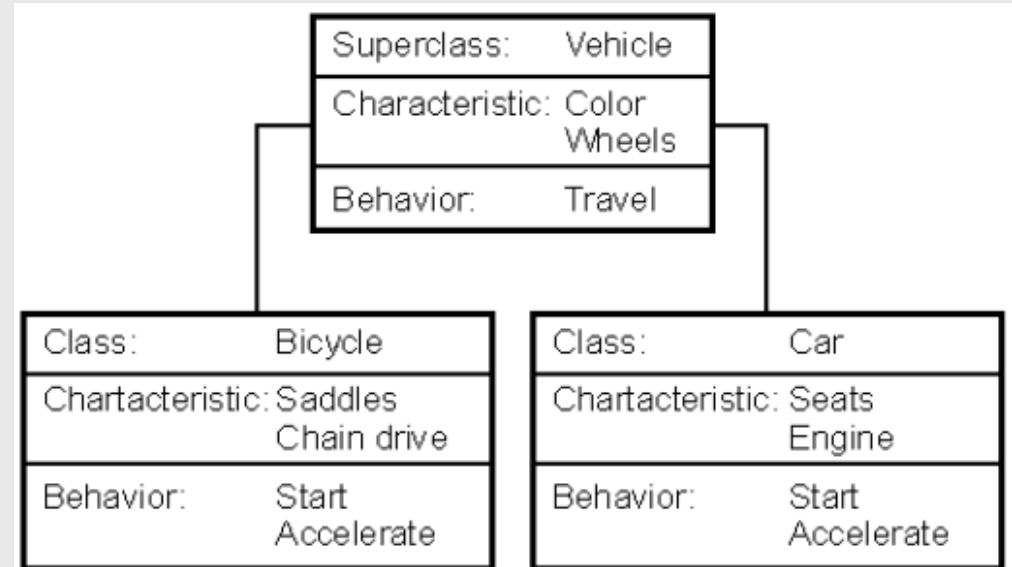 Superclass: Vehicle
Characteristic: Color
Wheels
Behavior: Travel
Class: Bicycle
Chartacteristic: Saddles
Chain drive
Behavior: Start
Accelerate
Class: Car
Chartacteristic: Seats
Engine
Behavior: Start
Accelerate